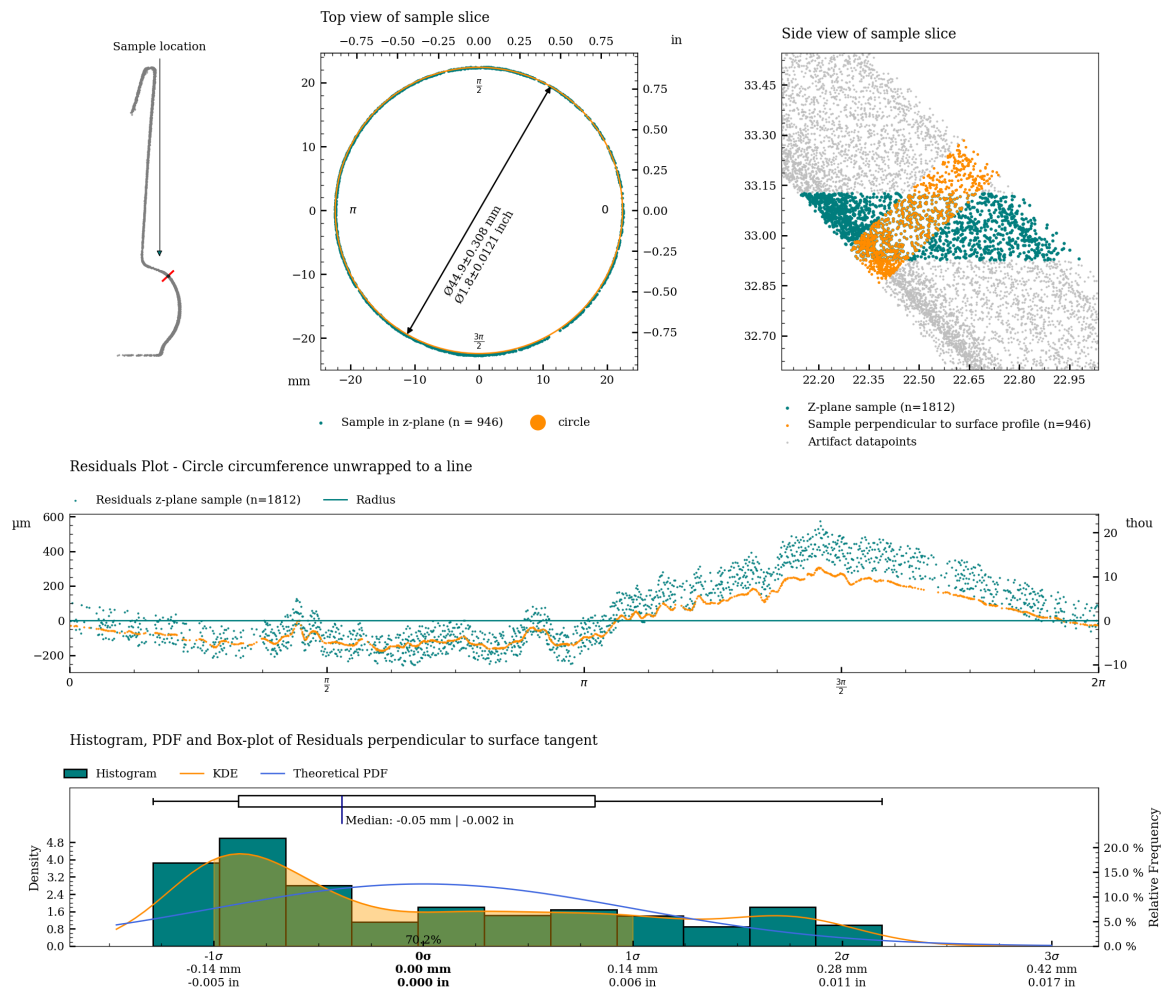 Sample location
Top view of sample slice
−0.75 −0.50 −0.25 0.00 0.25 0.50 0.75 in
20
10
0
−10
−20
mm
−20 −10 0 10 20
0.75
0.50
0.25
0.00
−0.25
−0.50
−0.75
π/2
π
0
3π/2
Ø44.9±0.308 mm
Ø1.8±0.0121 inch
Sample in z-plane (n = 946) circle
Side view of sample slice
33.45
33.30
33.15
33.00
32.85
32.70
22.20 22.35 22.50 22.65 22.80 22.95
Z-plane sample (n=1812)
Sample perpendicular to surface profile (n=946)
Artifact datapoints
Residuals Plot - Circle circumference unwrapped to a line
Residuals z-plane sample (n=1812) Radius
µm
600
400
200
0
−200
thou
20
10
0
−10
0 π/2 π 3π/2 2π
Histogram, PDF and Box-plot of Residuals perpendicular to surface tangent
Histogram KDE Theoretical PDF
Median: -0.05 mm | -0.002 in
Density
4.8
4.0
3.2
2.4
1.6
0.8
0.0
Relative Frequency
20.0 %
15.0 %
10.0 %
5.0 %
0.0 %
70.2%
-1σ 0σ 1σ 2σ 3σ
-0.14 mm 0.00 mm 0.14 mm 0.28 mm 0.42 mm
-0.005 in 0.000 in 0.006 in 0.011 in 0.017 in